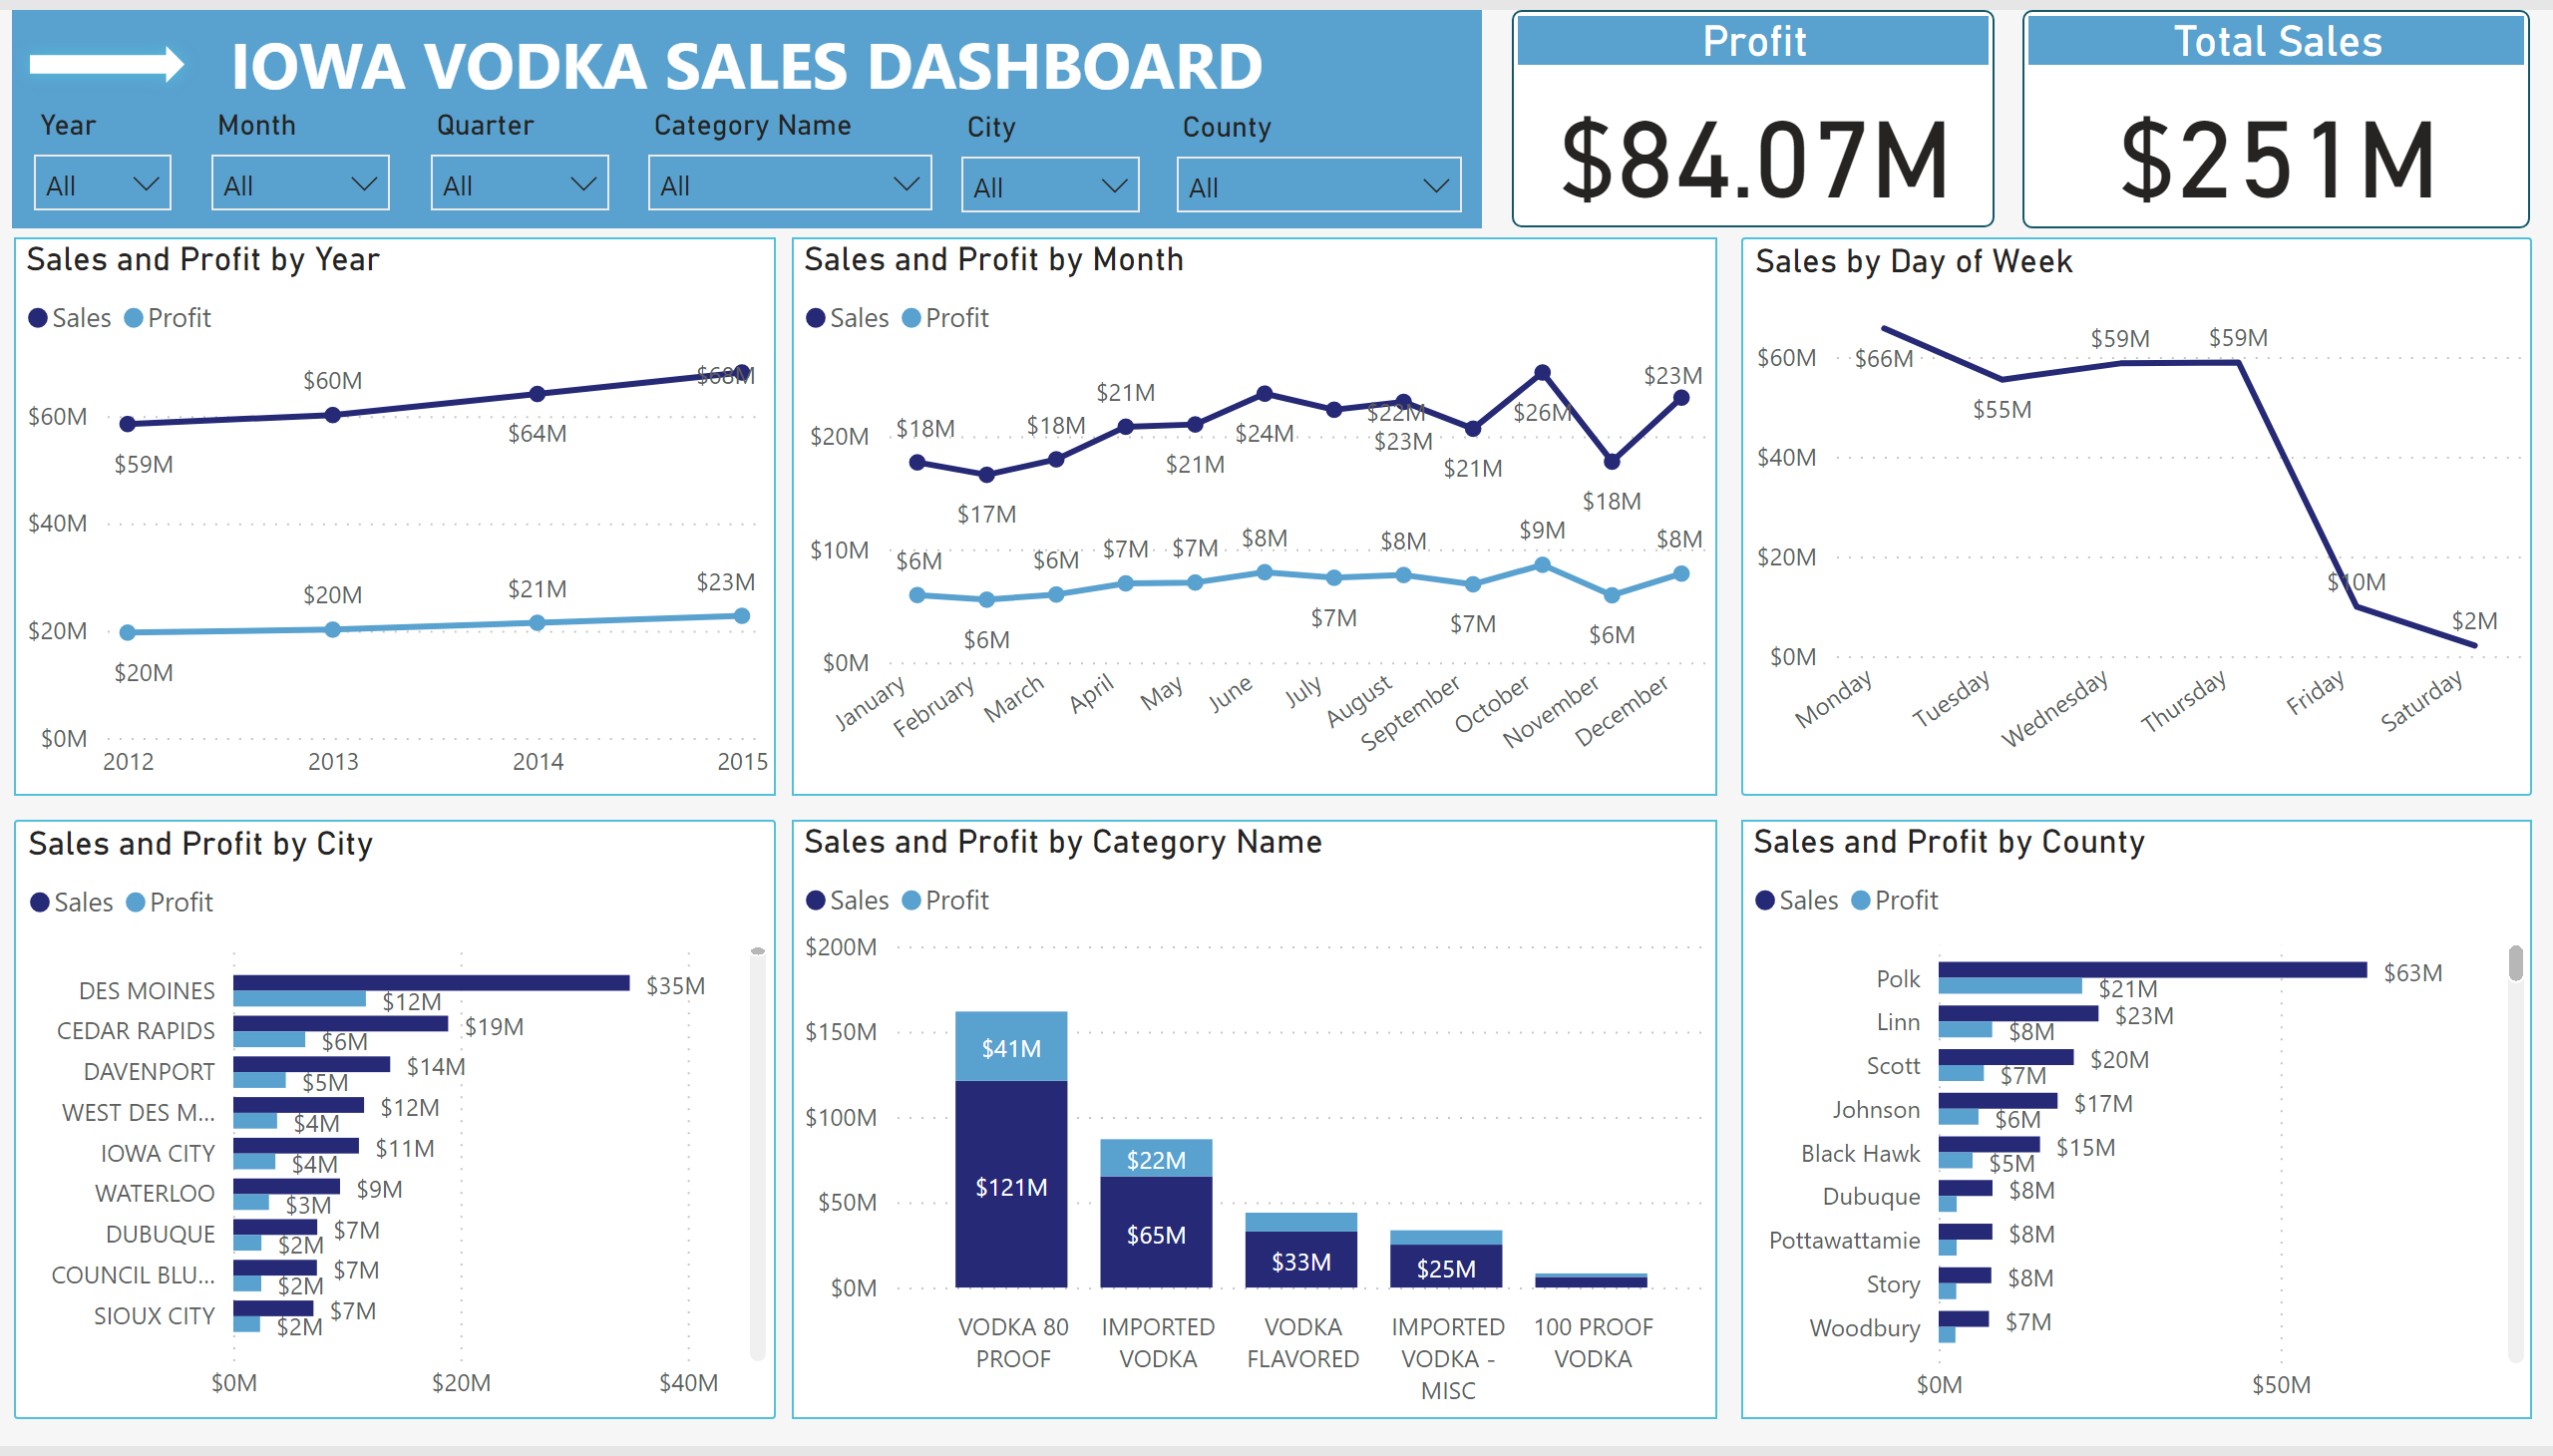 IOWA VODKA SALES DASHBOARD
Year
Month
Quarter
Category Name
City
County
All
All
All
All
All
All
Profit
$84.07M
Total Sales
$251M
Sales and Profit by Year
Sales Profit
$60M
$40M
$20M
$0M
$59M
$60M
$64M
$68M
$20M
$20M
$21M
$23M
2012
2013
2014
2015
Sales and Profit by Month
Sales Profit
$20M
$10M
$0M
$18M
$17M
$18M
$21M
$21M
$24M
$22M
$23M
$21M
$26M
$18M
$23M
$6M
$6M
$6M
$7M
$7M
$8M
$7M
$8M
$7M
$9M
$6M
$8M
January
February
March
April
May
June
July
August
September
October
November
December
Sales by Day of Week
$60M
$40M
$20M
$0M
$66M
$55M
$59M
$59M
$10M
$2M
Monday
Tuesday
Wednesday
Thursday
Friday
Saturday
Sales and Profit by City
Sales Profit
DES MOINES $35M
$12M
CEDAR RAPIDS $19M
$6M
DAVENPORT $14M
$5M
WEST DES M... $12M
$4M
IOWA CITY $11M
$4M
WATERLOO $9M
$3M
DUBUQUE $7M
$2M
COUNCIL BLU... $7M
$2M
SIOUX CITY $7M
$2M
$0M
$20M
$40M
Sales and Profit by Category Name
Sales Profit
$200M
$150M
$100M
$50M
$0M
$41M
$121M
$22M
$65M
$33M
$25M
VODKA 80
PROOF
IMPORTED
VODKA
VODKA
FLAVORED
IMPORTED
VODKA -
MISC
100 PROOF
VODKA
Sales and Profit by County
Sales Profit
Polk $63M
$21M
Linn $23M
$8M
Scott $20M
$7M
Johnson $17M
$6M
Black Hawk $15M
$5M
Dubuque $8M
Pottawattamie $8M
Story $8M
Woodbury $7M
$0M
$50M